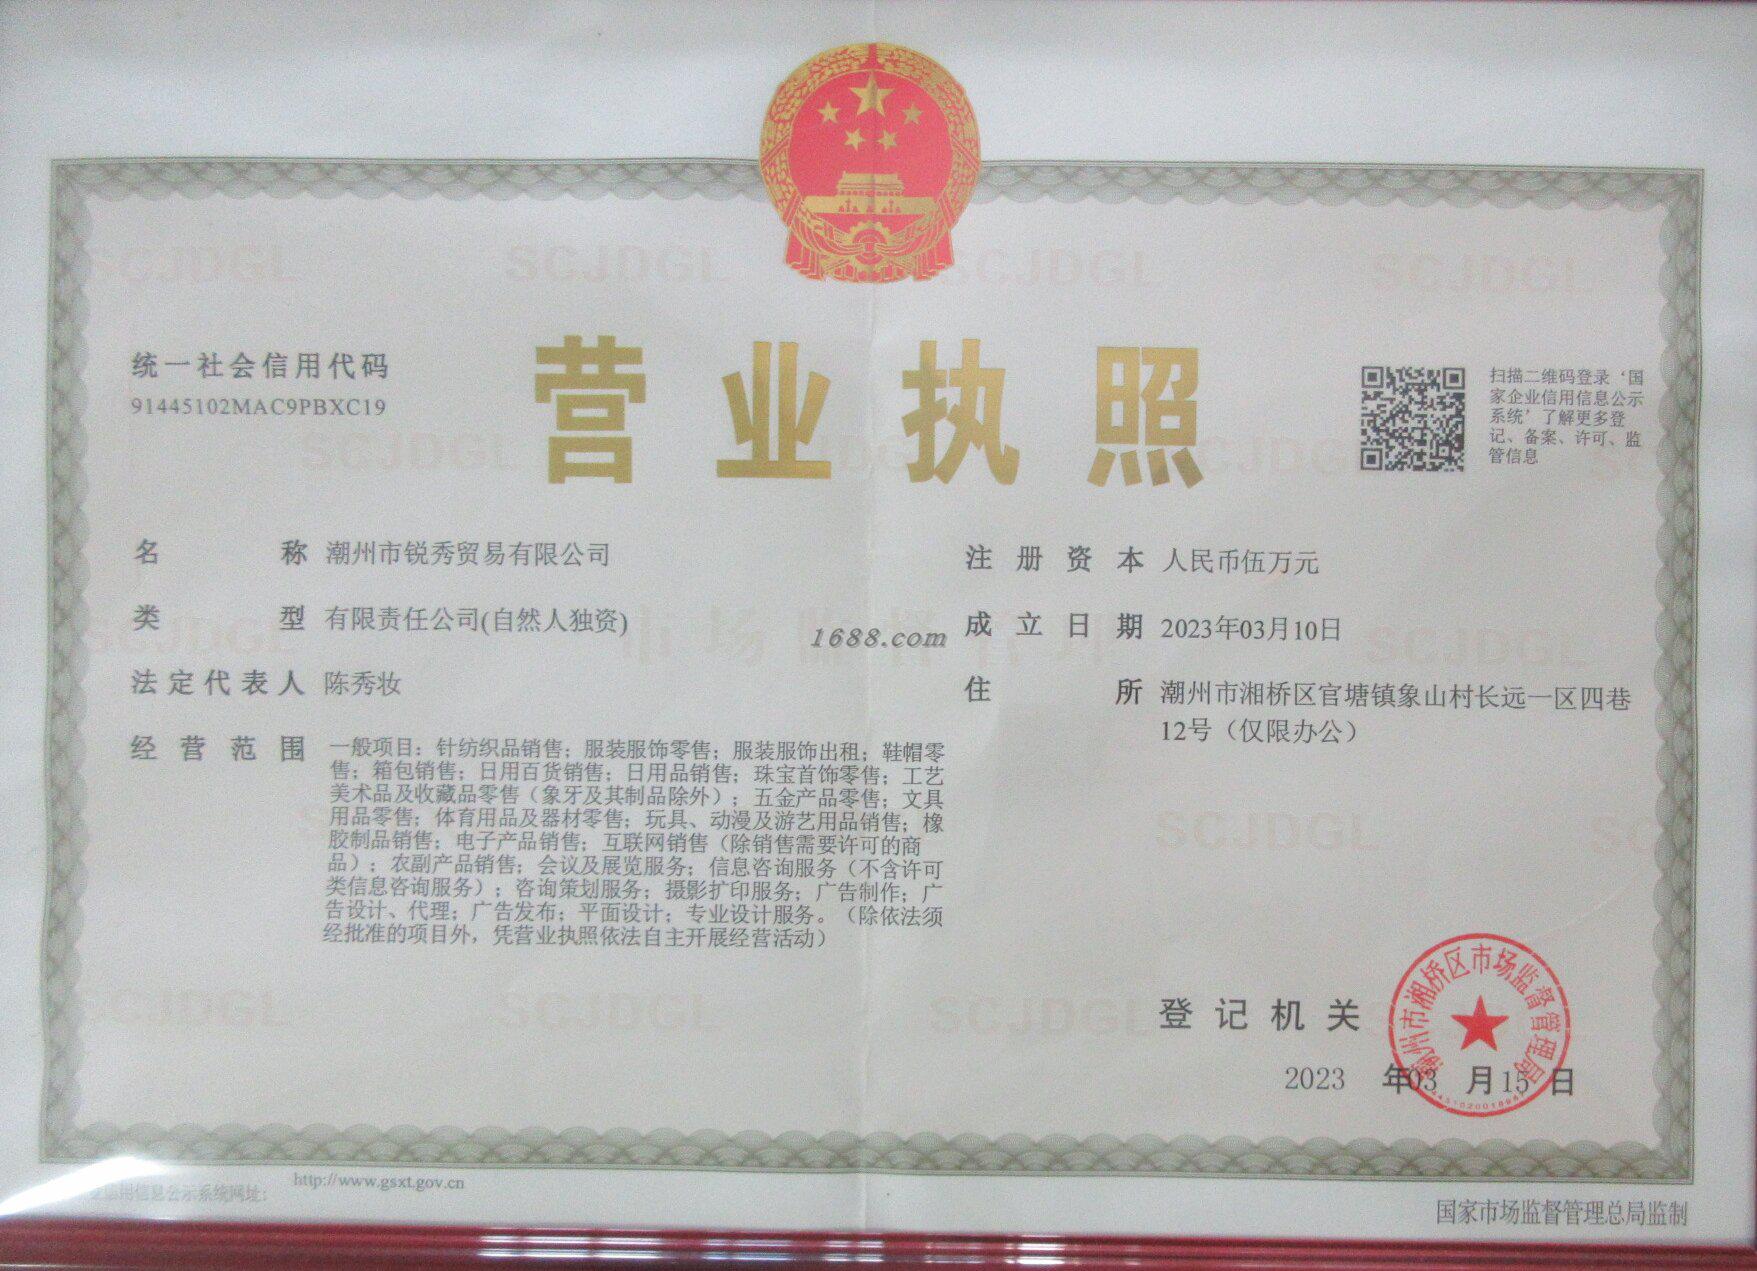 统一社会信用代码
91445102MAC9PBXC19
营业执照
扫描二维码登录‘国
家企业信用信息公示
系统’了解更多登
记、备案、许可、监
管信息
名 称 潮州市锐秀贸易有限公司
类 型 有限责任公司(自然人独资)
法定代表人 陈秀妆
经营范围 一般项目：针纺织品销售；服装服饰零售；服装服饰出租；鞋帽零
售；箱包销售；日用百货销售；日用品销售；珠宝首饰零售；工艺
美术品及收藏品零售（象牙及其制品除外）；五金产品零售；文具
用品零售；体育用品及器材零售；玩具、动漫及游艺用品销售；橡
胶制品销售；电子产品销售；互联网销售（除销售需要许可的商
品）；农副产品销售；会议及展览服务；信息咨询服务（不含许可
类信息咨询服务）；咨询策划服务；摄影扩印服务；广告制作；广
告设计、代理；广告发布；平面设计；专业设计服务。（除依法须
经批准的项目外，凭营业执照依法自主开展经营活动）
1688.com
注册资本 人民币伍万元
成立日期 2023年03月10日
住 所 潮州市湘桥区官塘镇象山村长远一区四巷
12号（仅限办公）
登记机关
潮州市湘桥区市场监督管理局
2023 年03 月15 日
SCJDGL
信用信息公示系统网址：
http://www.gsxt.gov.cn
国家市场监督管理总局监制